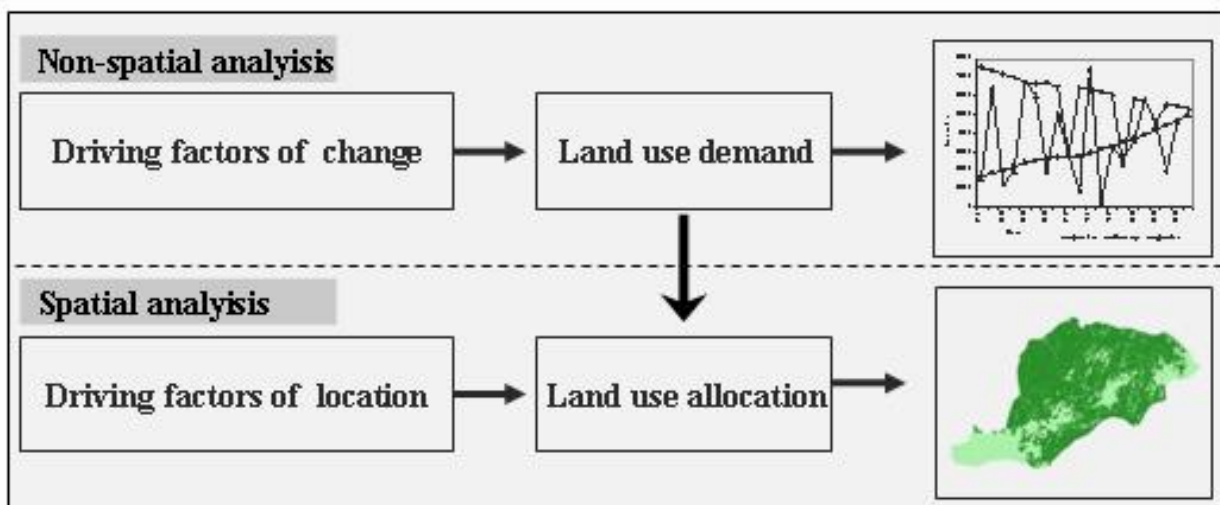 Non-spatial analyisis
Driving factors of change
Land use demand
Spatial analyisis
Driving factors of location
Land use allocation